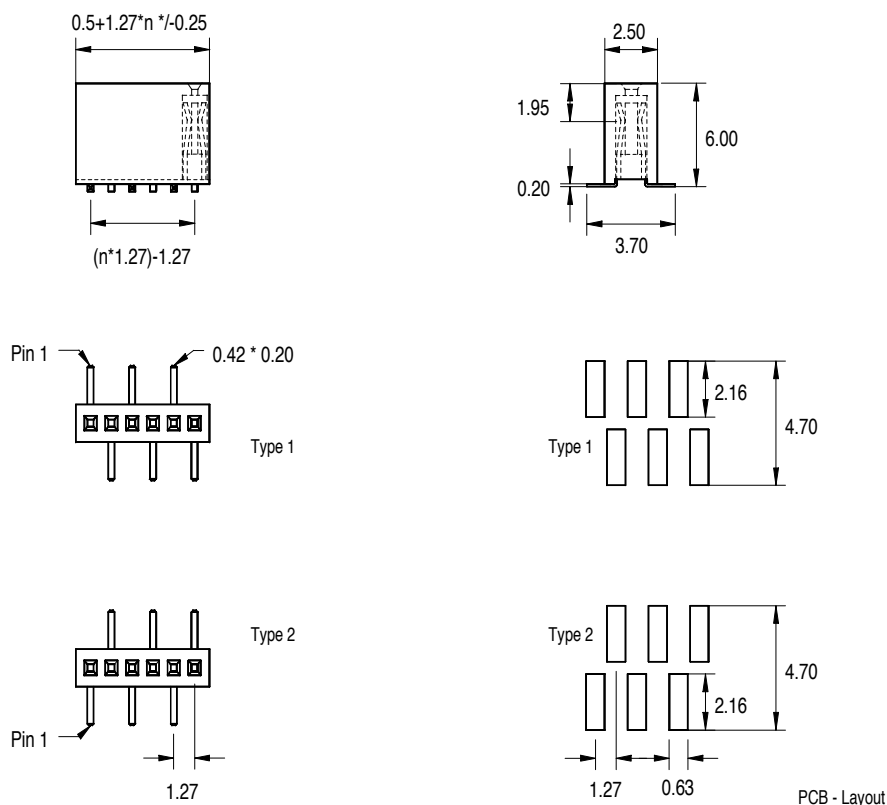 0.5+1.27*n */-0.25
2.50
1.95
6.00
0.20
3.70
(n*1.27)-1.27
Pin 1
0.42 * 0.20
2.16
4.70
Type 1
Type 1
Type 2
Type 2
4.70
2.16
Pin 1
1.27
1.27
0.63
PCB - Layout